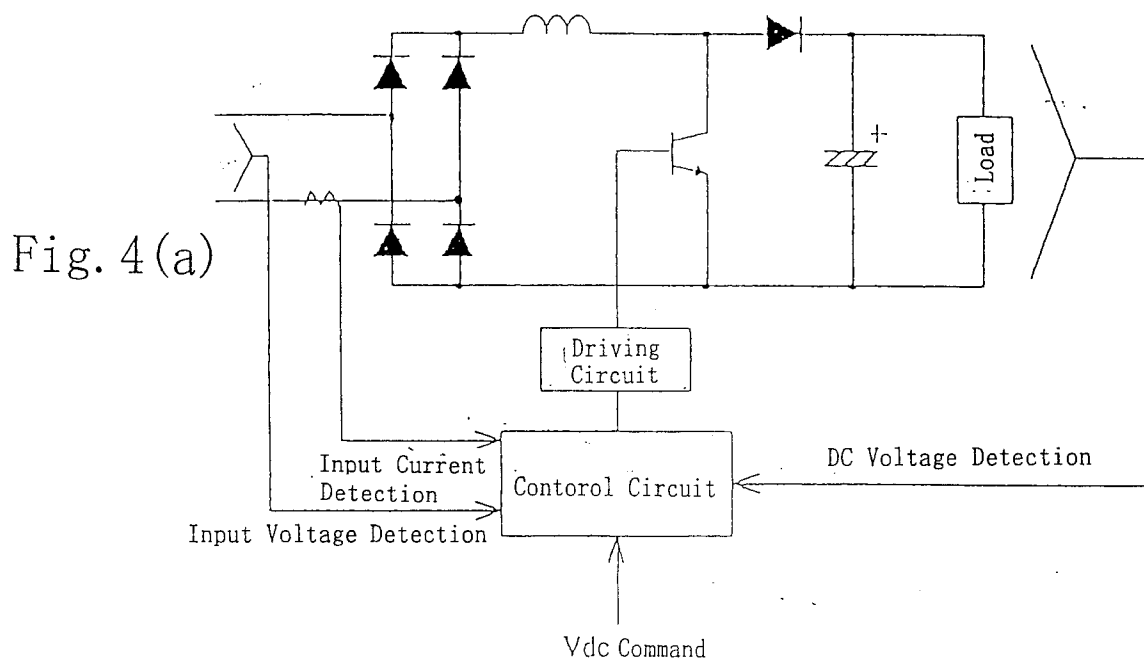 +
Load
Fig. 4(a)
Driving
Circuit
Input Current
Detection
DC Voltage Detection
Contorol Circuit
Input Voltage Detection
Vdc Command